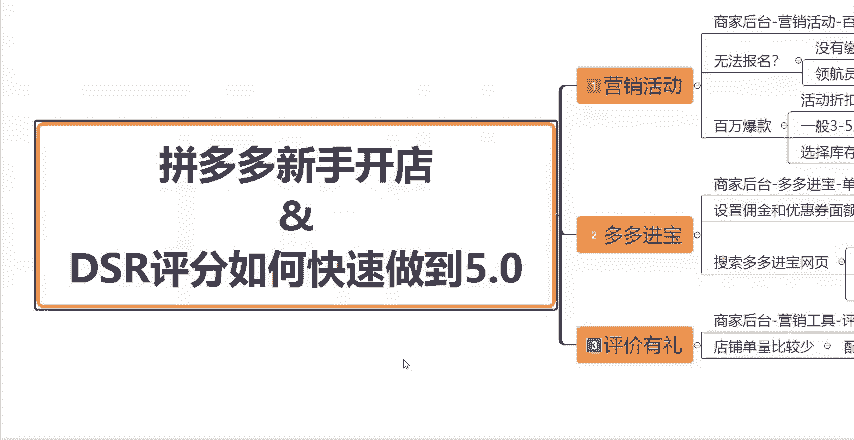 拼多多新手开店
&
DSR评分如何快速做到5.0
1 营销活动
商家后台-营销活动-百
无法报名?
没有缴
领航员
百万爆款
活动折扣
一般3-5
选择库存
2 多多进宝
商家后台-多多进宝-单
设置佣金和优惠券面额
搜索多多进宝网页
3 评价有礼
商家后台-营销工具-评
店铺单量比较少